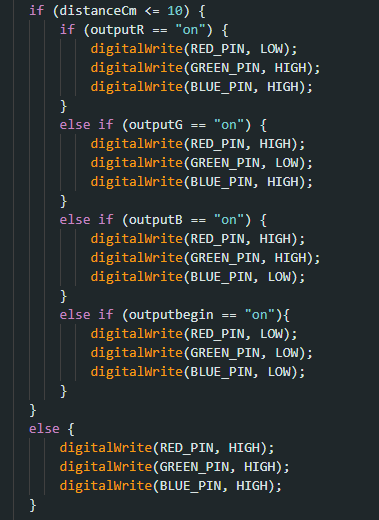 if (distanceCm <= 10) {
    if (outputR == "on") {
        digitalWrite(RED_PIN, LOW);
        digitalWrite(GREEN_PIN, HIGH);
        digitalWrite(BLUE_PIN, HIGH);
    }
    else if (outputG == "on") {
        digitalWrite(RED_PIN, HIGH);
        digitalWrite(GREEN_PIN, LOW);
        digitalWrite(BLUE_PIN, HIGH);
    }
    else if (outputB == "on") {
        digitalWrite(RED_PIN, HIGH);
        digitalWrite(GREEN_PIN, HIGH);
        digitalWrite(BLUE_PIN, LOW);
    }
    else if (outputbegin == "on"){
        digitalWrite(RED_PIN, LOW);
        digitalWrite(GREEN_PIN, LOW);
        digitalWrite(BLUE_PIN, LOW);
    }
}
else {
    digitalWrite(RED_PIN, HIGH);
    digitalWrite(GREEN_PIN, HIGH);
    digitalWrite(BLUE_PIN, HIGH);
}